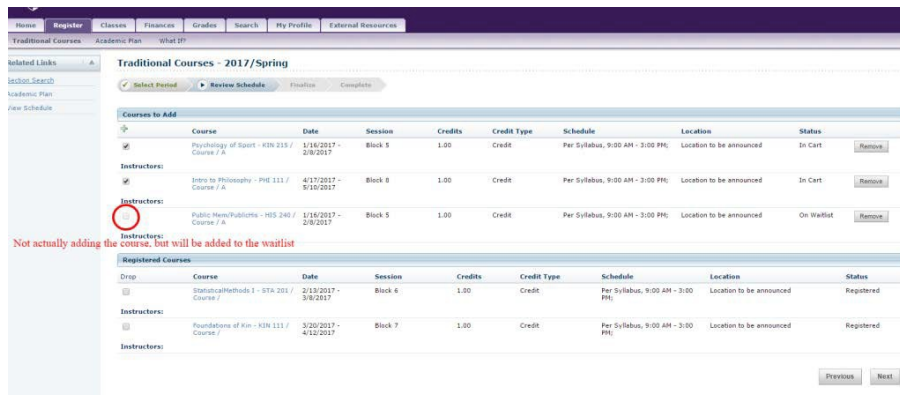 Home Register Classes Finances Grades Search My Profile External Resources
Traditional Courses Academic Plan What If?
Related Links
Section Search
Academic Plan
View Schedule
Traditional Courses - 2017/Spring
Select Period Review Schedule Finalize Complete
Courses to Add
Course Date Session Credits Credit Type Schedule Location Status
Psychology of Sport - KIN 215 / 1/16/2017 - Block 5 1.00 Credit Per Syllabus, 9:00 AM - 3:00 PM; Location to be announced In Cart Remove
Course / A 2/8/2017
Instructors:
Intro to Philosophy - PHI 111 / 4/17/2017 - Block 8 1.00 Credit Per Syllabus, 9:00 AM - 3:00 PM; Location to be announced In Cart Remove
Course / A 5/10/2017
Instructors:
Public Mem/PublicHis - HIS 240 / 1/16/2017 - Block 5 1.00 Credit Per Syllabus, 9:00 AM - 3:00 PM; Location to be announced On Waitlist Remove
Course / A 2/8/2017
Instructors:
Not actually adding the course, but will be added to the waitlist
Registered Courses
Drop Course Date Session Credits Credit Type Schedule Location Status
StatisticalMethods I - STA 201 / 2/13/2017 - Block 6 1.00 Credit Per Syllabus, 9:00 AM - 3:00 Location to be announced Registered
Course / 3/8/2017 PM;
Instructors:
Foundations of Kin - KIN 111 / 3/20/2017 - Block 7 1.00 Credit Per Syllabus, 9:00 AM - 3:00 Location to be announced Registered
Course / 4/12/2017 PM;
Instructors:
Previous Next